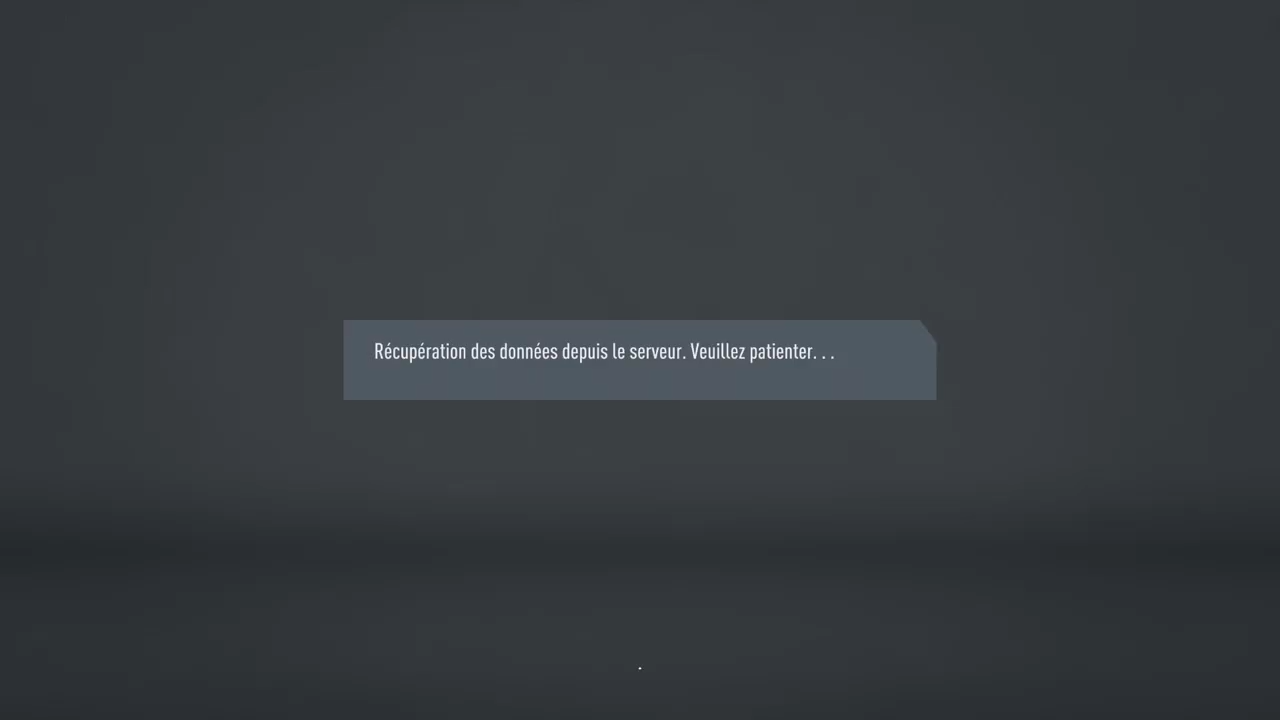 Récupération des données depuis le serveur. Veuillez patienter. . .